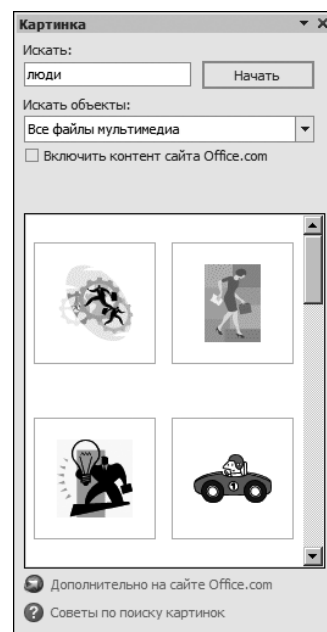 Картинка
Искать:
люди
Начать
Искать объекты:
Все файлы мультимедиа
Включить контент сайта Office.com
1
Дополнительно на сайте Office.com
Советы по поиску картинок